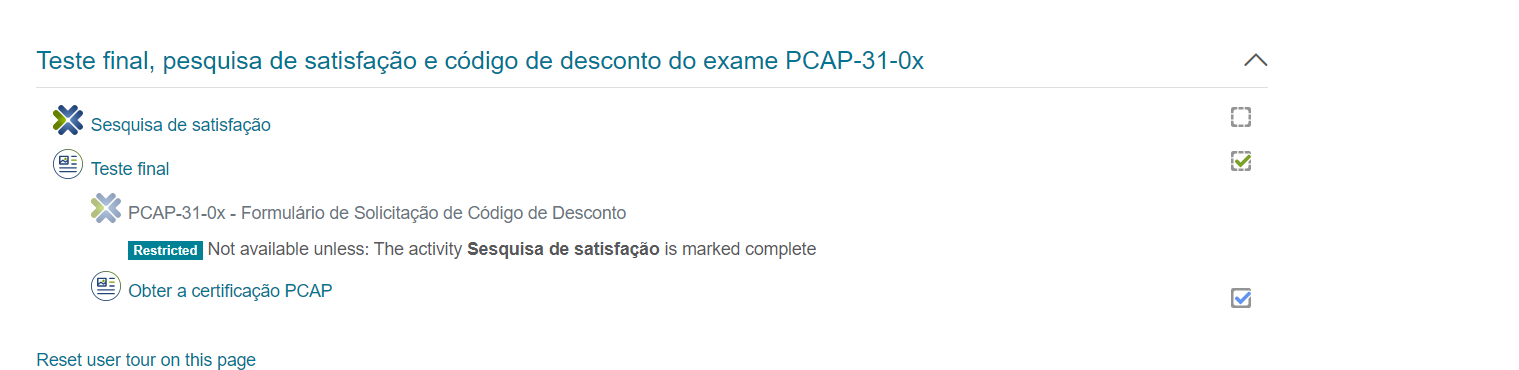 Teste final, pesquisa de satisfação e código de desconto do exame PCAP-31-0x
Sesquisa de satisfação
Teste final
PCAP-31-0x - Formulário de Solicitação de Código de Desconto
Restricted Not available unless: The activity Sesquisa de satisfação is marked complete
Obter a certificação PCAP
Reset user tour on this page